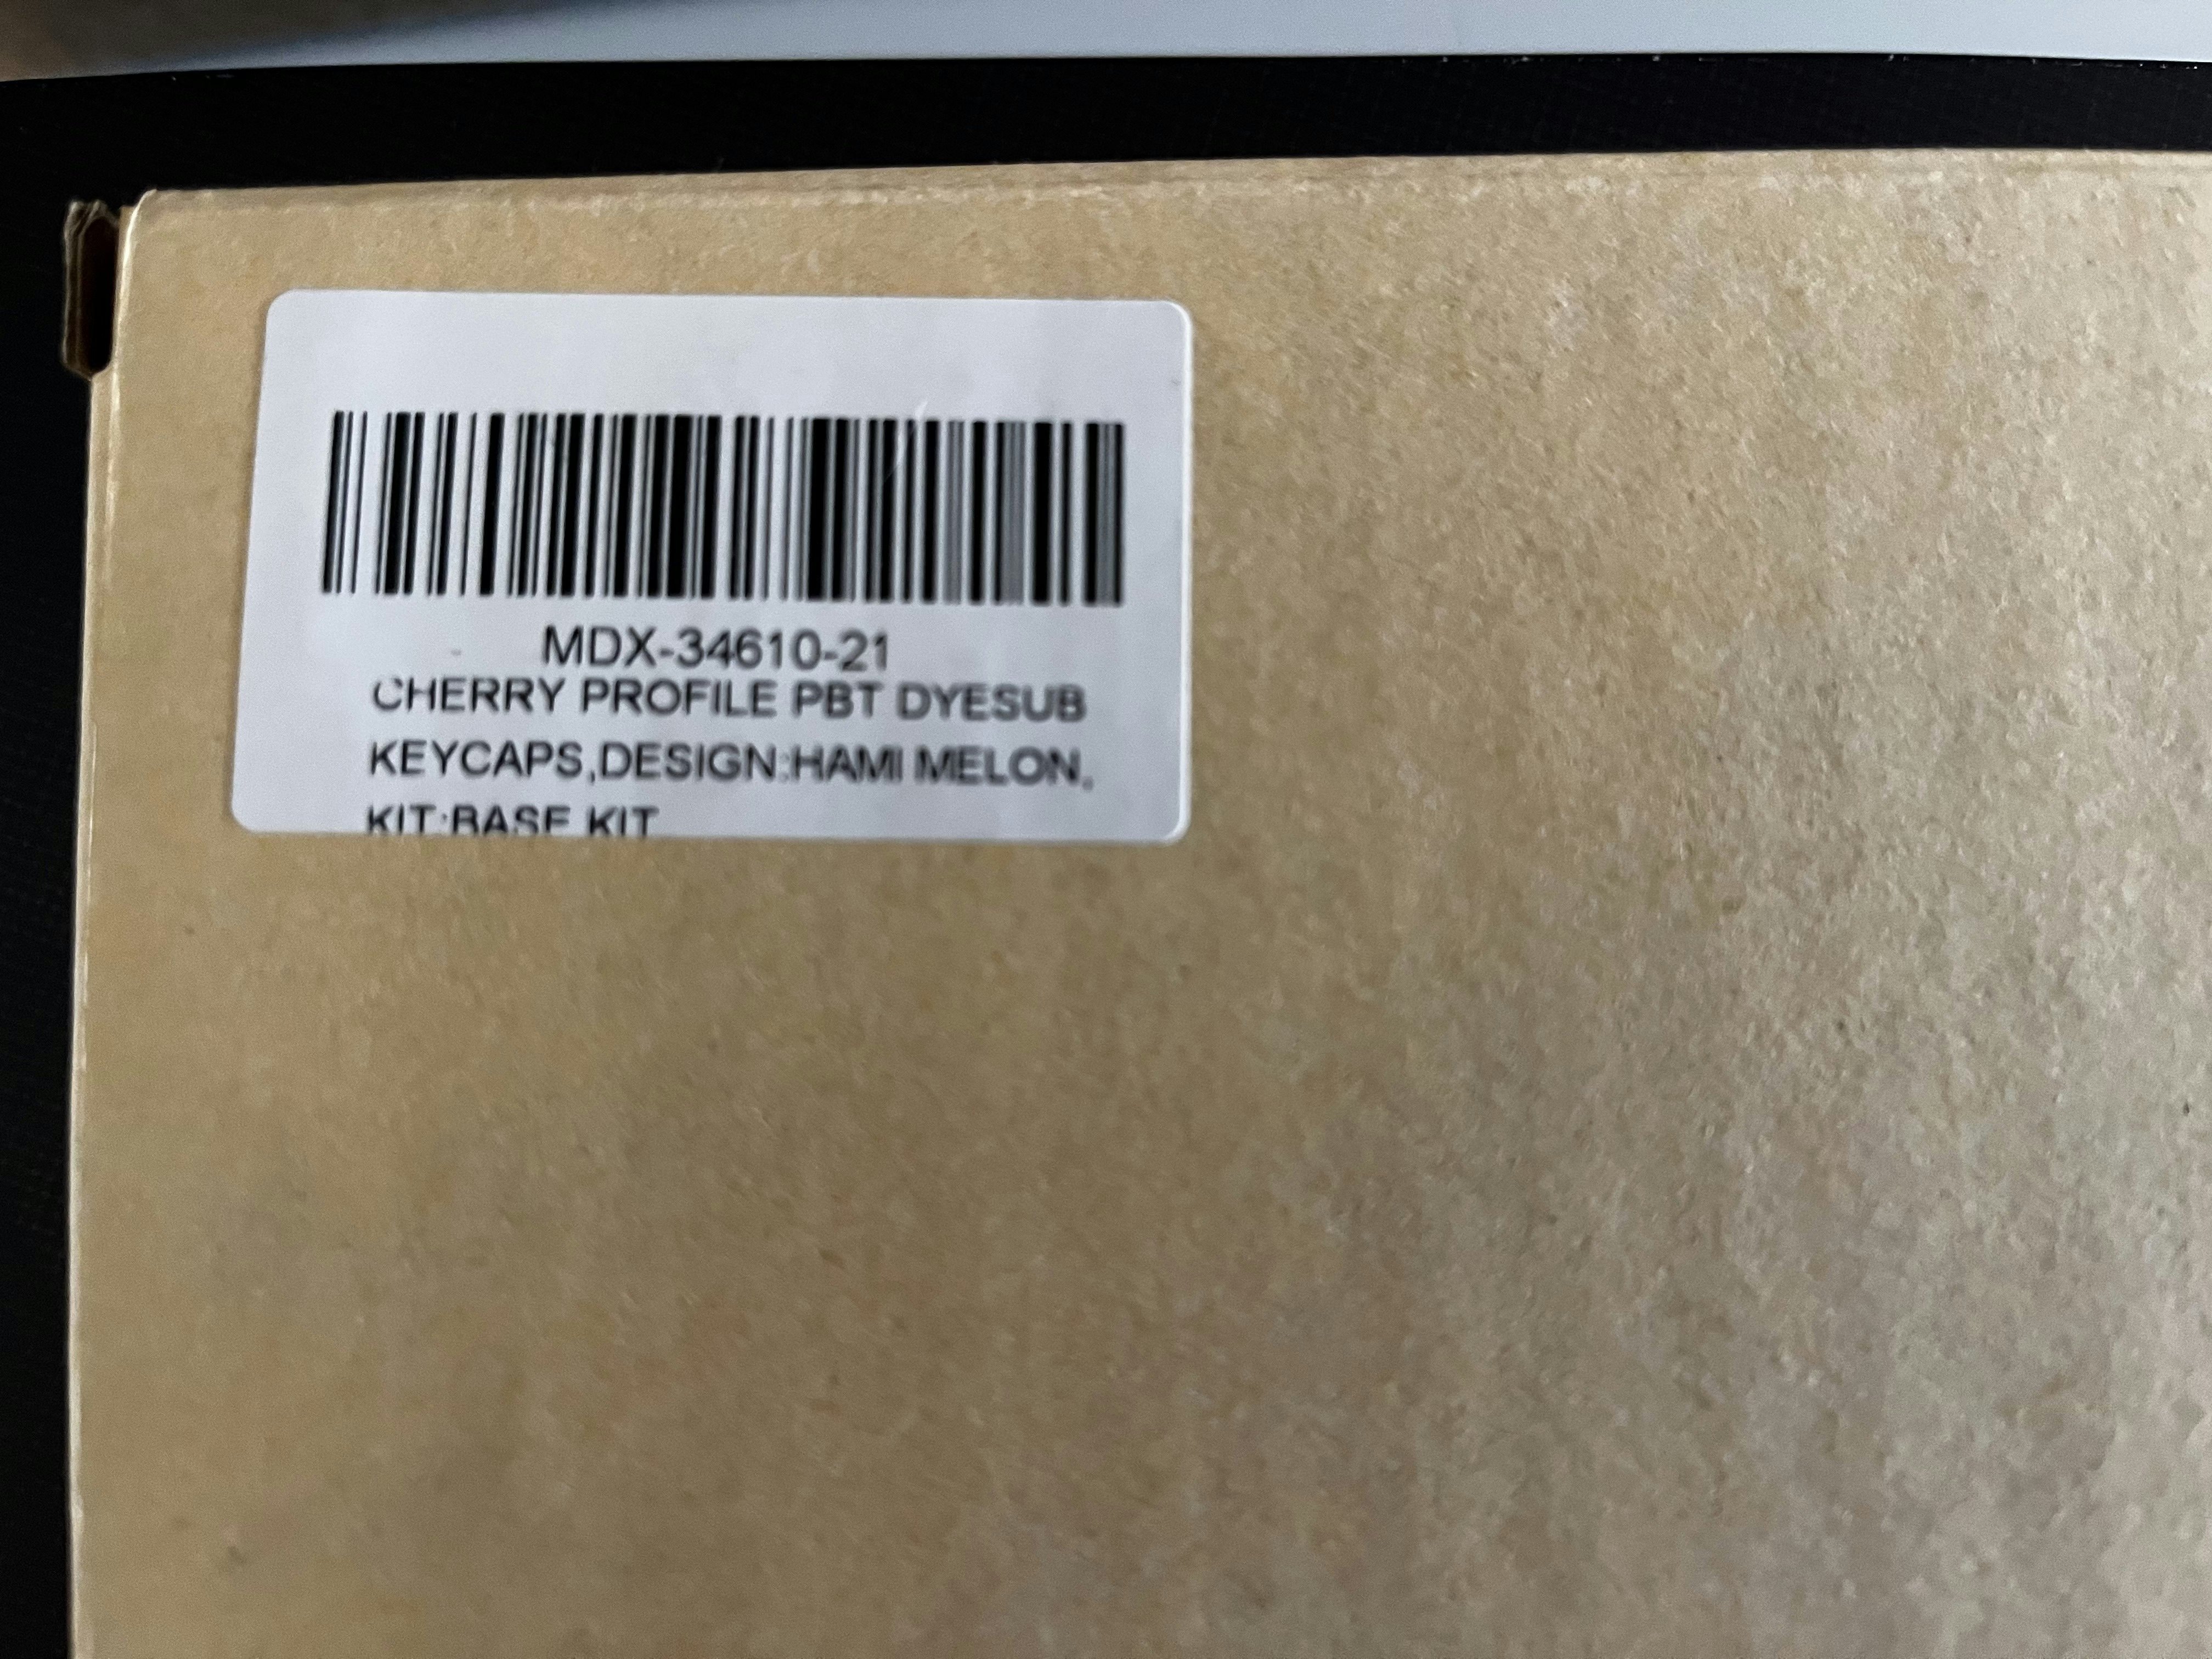 MDX-34610-21
CHERRY PROFILE PBT DYESUB
KEYCAPS,DESIGN:HAMI MELON,
KIT:BASE KIT